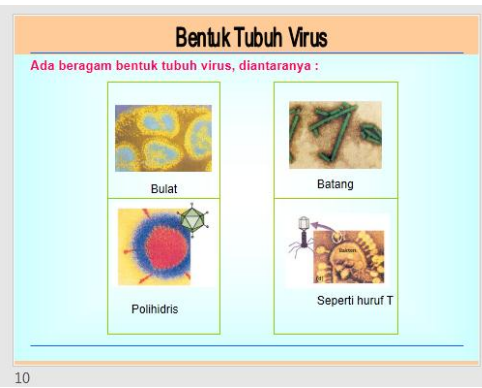 Bentuk Tubuh Virus
Ada beragam bentuk tubuh virus, diantaranya :
Bulat
Batang
Polihidris
Seperti huruf T
10